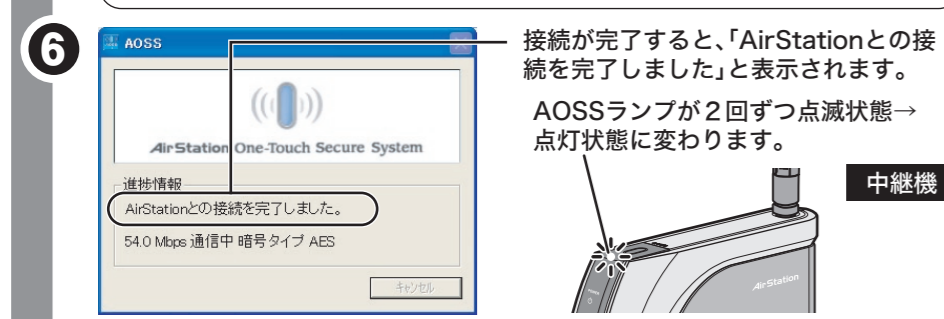 6
AOSS
接続が完了すると、「AirStationとの接
続を完了しました」と表示されます。
AOSSランプが2回ずつ点滅状態→
点灯状態に変わります。
AirStation One-Touch Secure System
進捗情報
AirStationとの接続を完了しました。
54.0 Mbps 通信中 暗号タイプ AES
キャンセル
中継機
AirStation
POWER